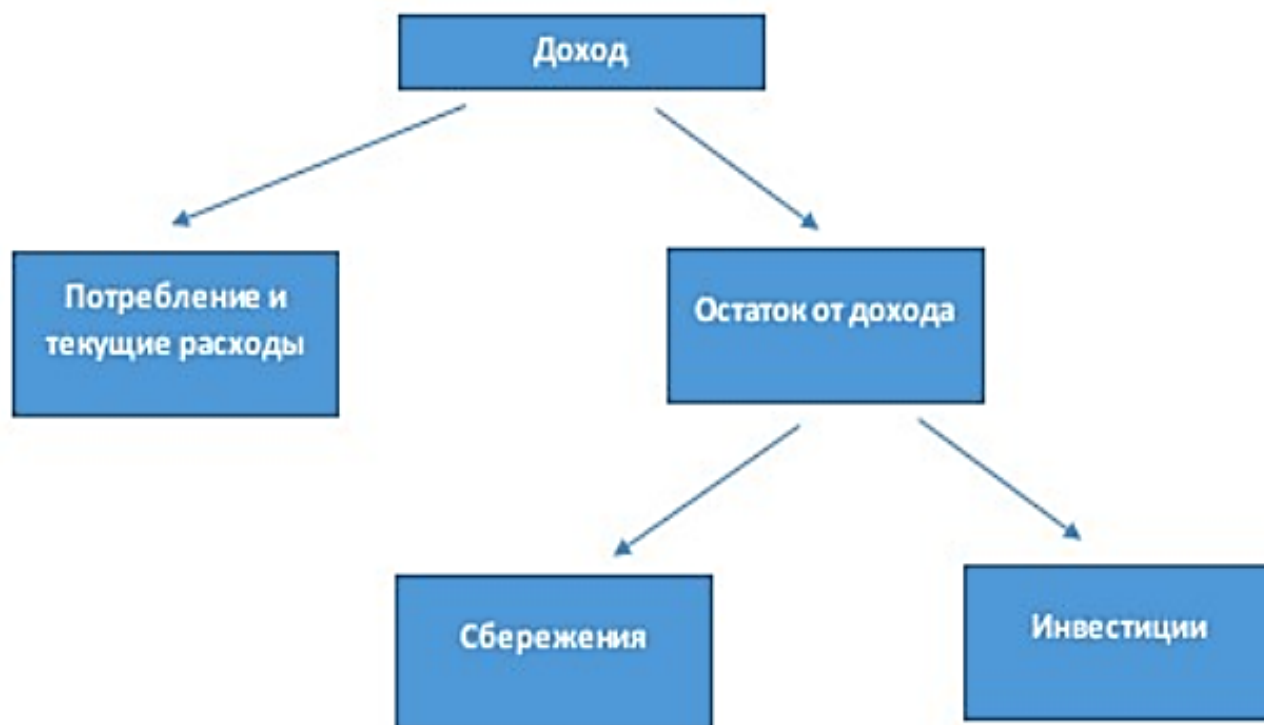 Доход
Потребление и
текущие расходы
Остаток от дохода
Сбережения
Инвестиции